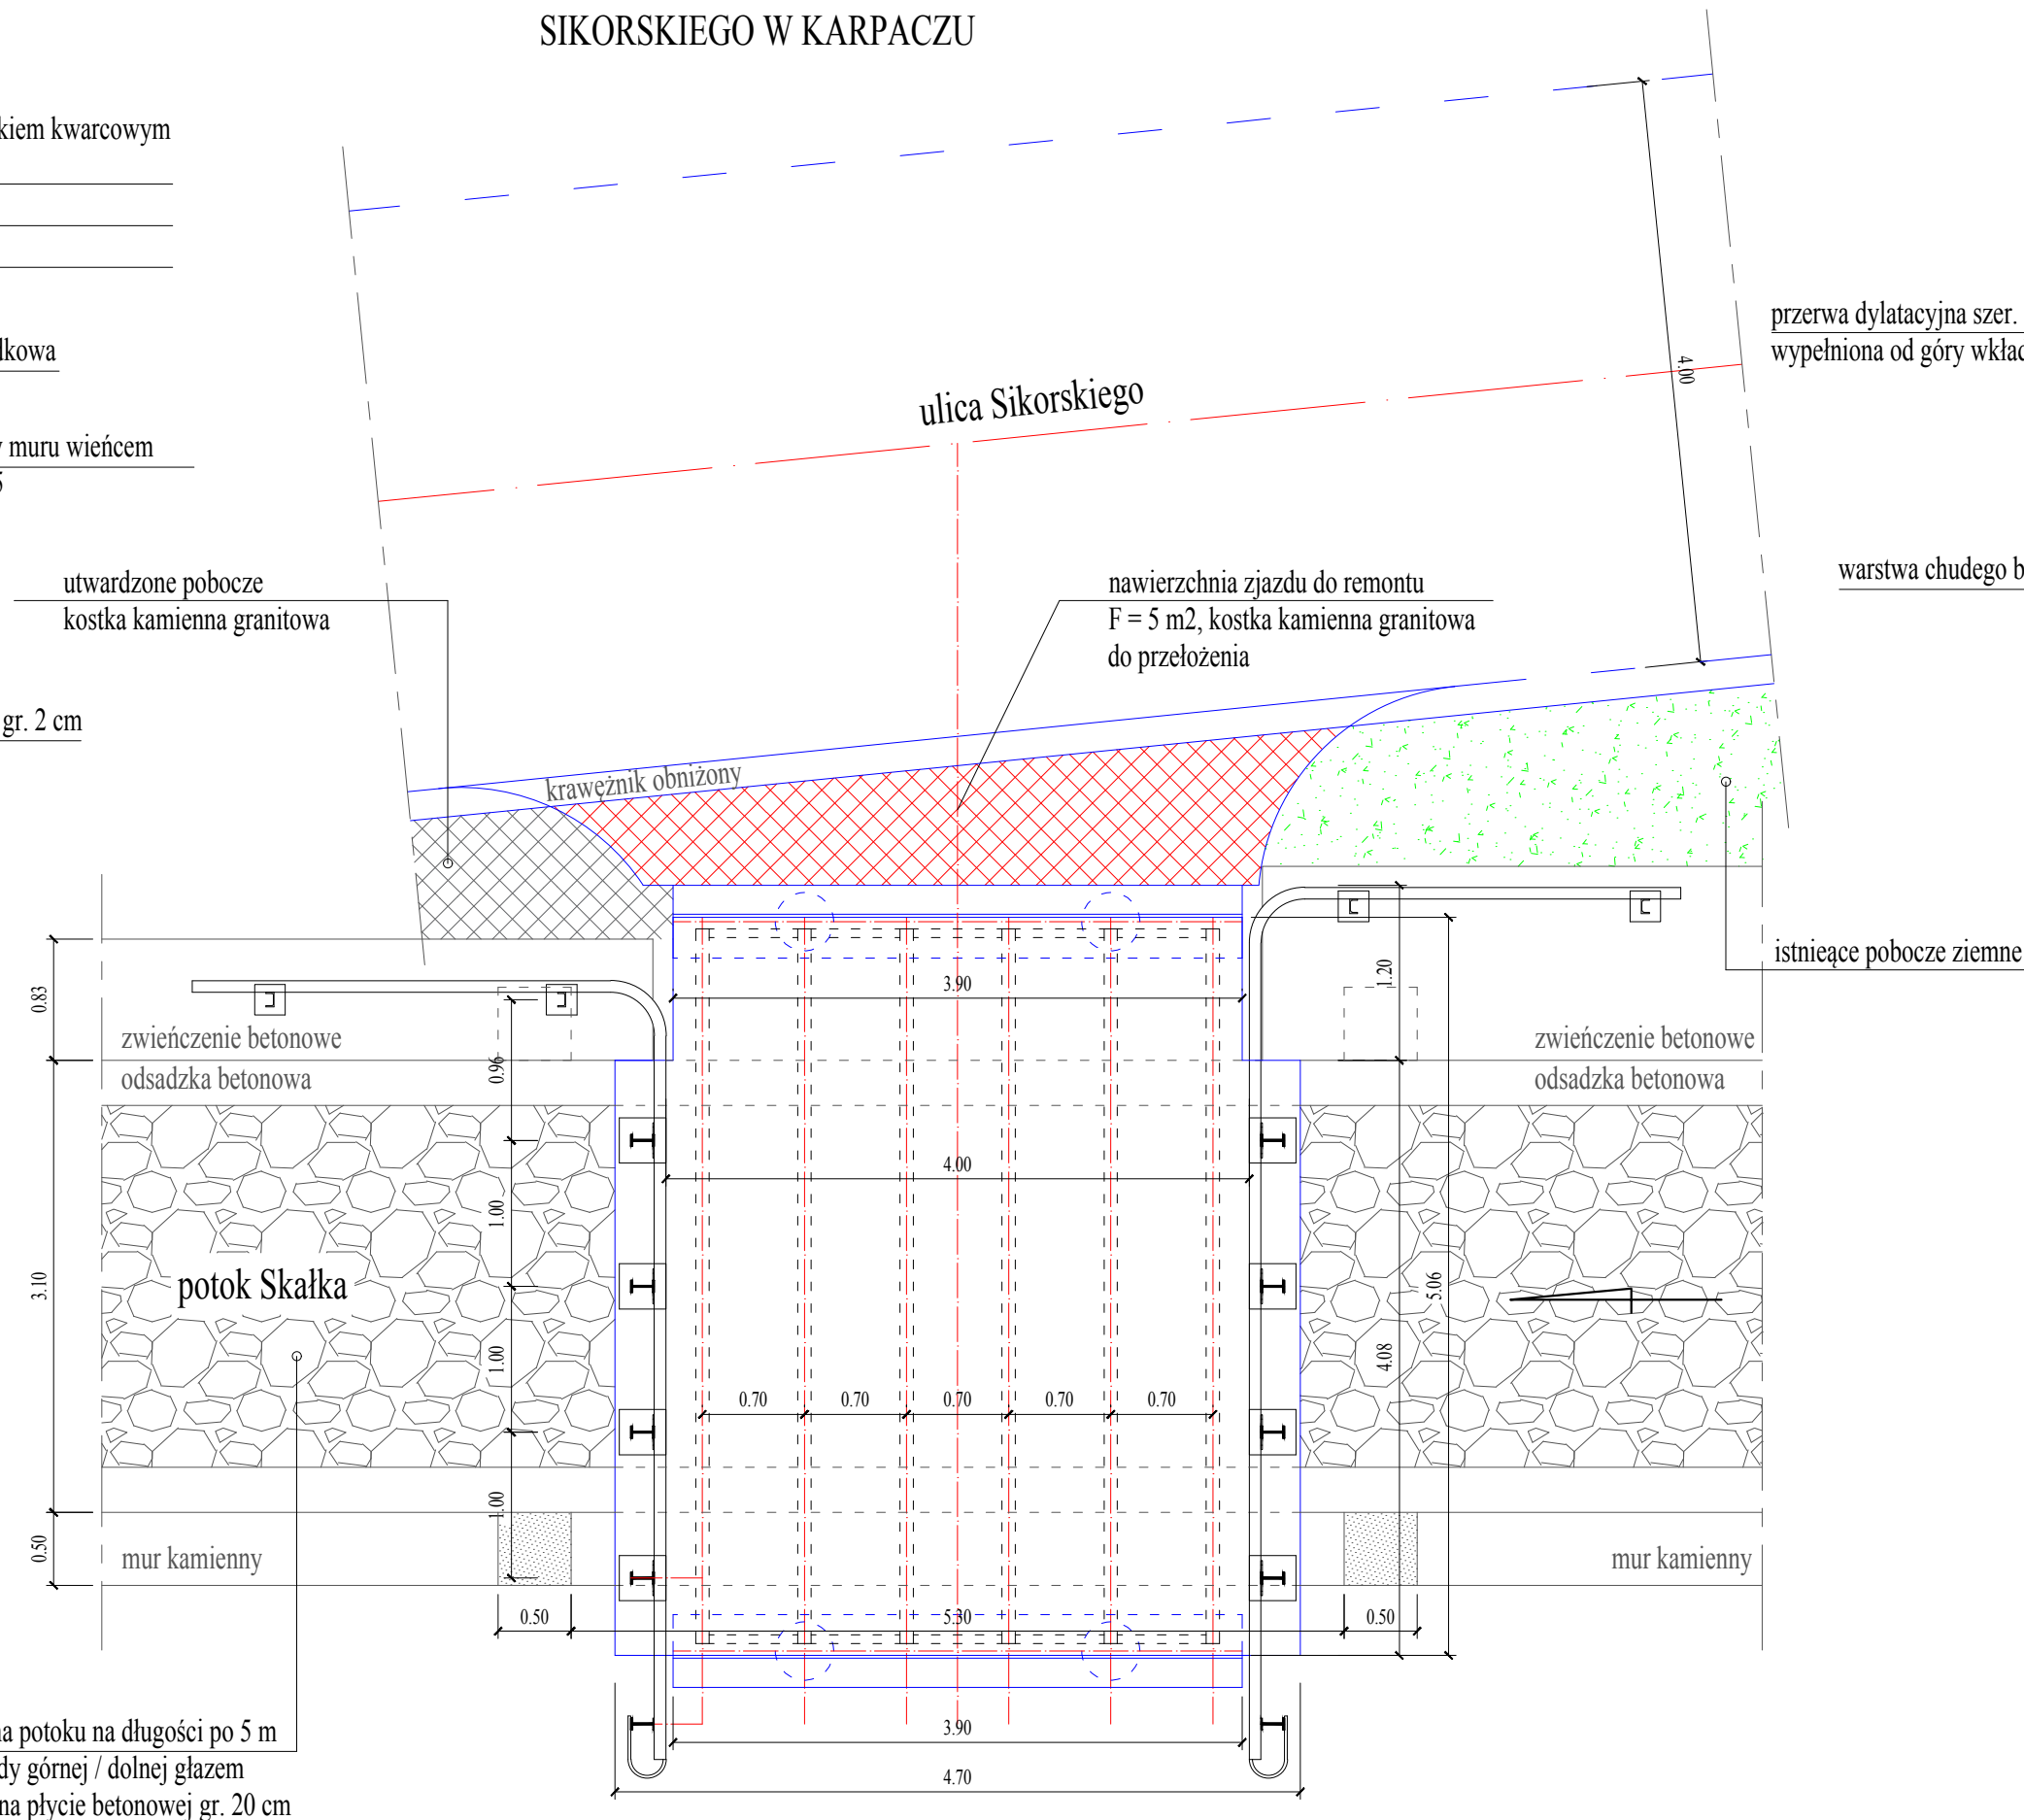 SIKORSKIEGO W KARPACZU
kiem kwarcowym
dkowa
muru wieńcem
utwardzone pobocze
kostka kamienna granitowa
gr. 2 cm
ulica Sikorskiego
4.00
przerwa dylatacyjna szer.
wypełniona od góry wkład
warstwa chudego b
nawierzchnia zjazdu do remontu
F = 5 m2, kostka kamienna granitowa
do przełożenia
krawężnik obniżony
istnieące pobocze ziemne
0.83
3.90
1.20
zwieńczenie betonowe
odsadzka betonowa
zwieńczenie betonowe
odsadzka betonowa
0.96
4.00
1.00
3.10
potok Skałka
5.06
1.00
4.08
0.70
0.70
0.70
0.70
0.70
1.00
0.50
mur kamienny
mur kamienny
0.50
5.30
0.50
3.90
4.70
na potoku na długości po 5 m
dy górnej / dolnej głazem
na płycie betonowej gr. 20 cm